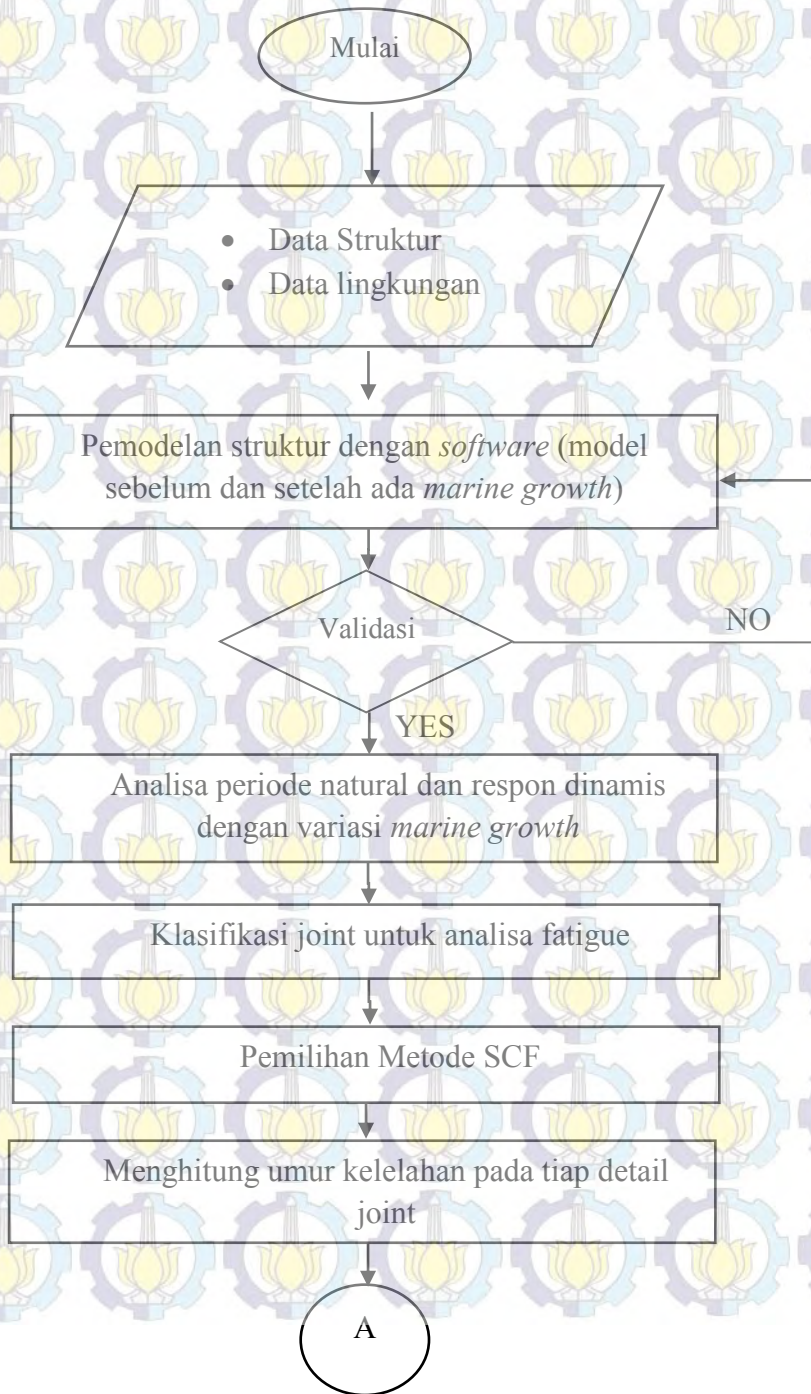 Mulai
• Data Struktur
• Data lingkungan
Pemodelan struktur dengan software (model
sebelum dan setelah ada marine growth)
Validasi
NO
YES
Analisa periode natural dan respon dinamis
dengan variasi marine growth
Klasifikasi joint untuk analisa fatigue
Pemilihan Metode SCF
Menghitung umur kelelahan pada tiap detail
joint
A